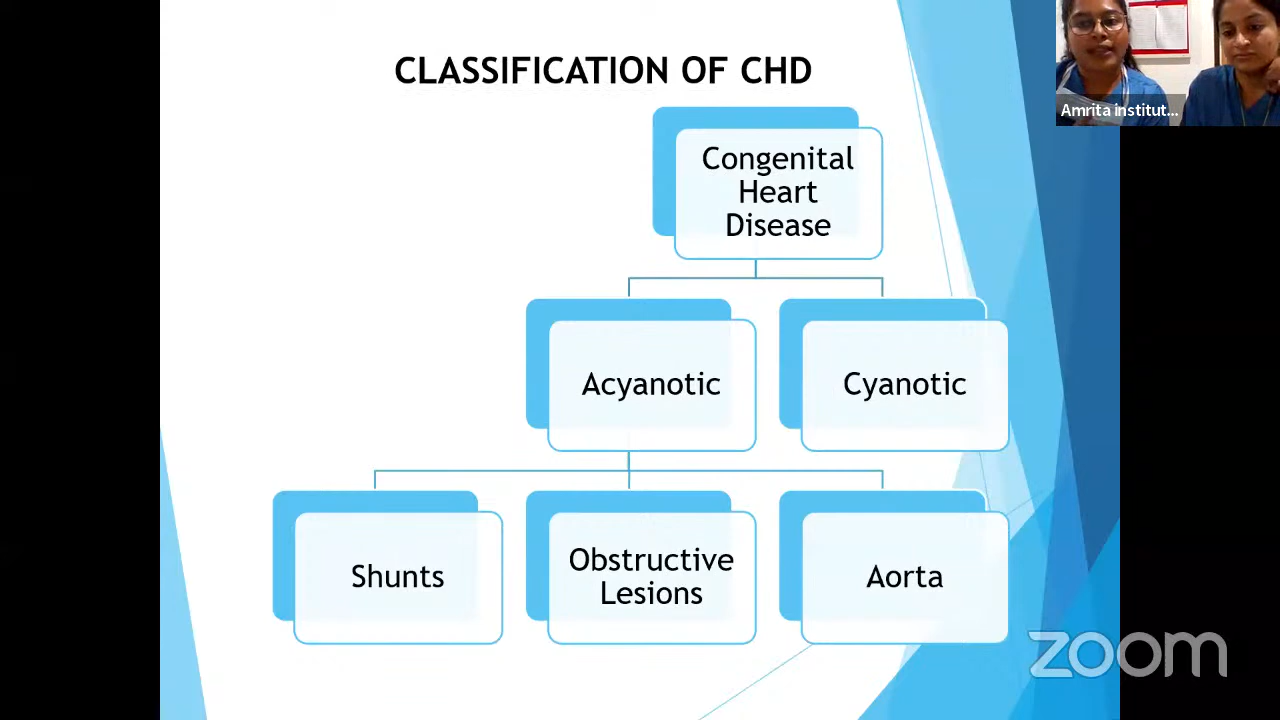 CLASSIFICATION OF CHD
Amrita institut...
Congenital
Heart
Disease
Acyanotic
Cyanotic
Shunts
Obstructive
Lesions
Aorta
zoom